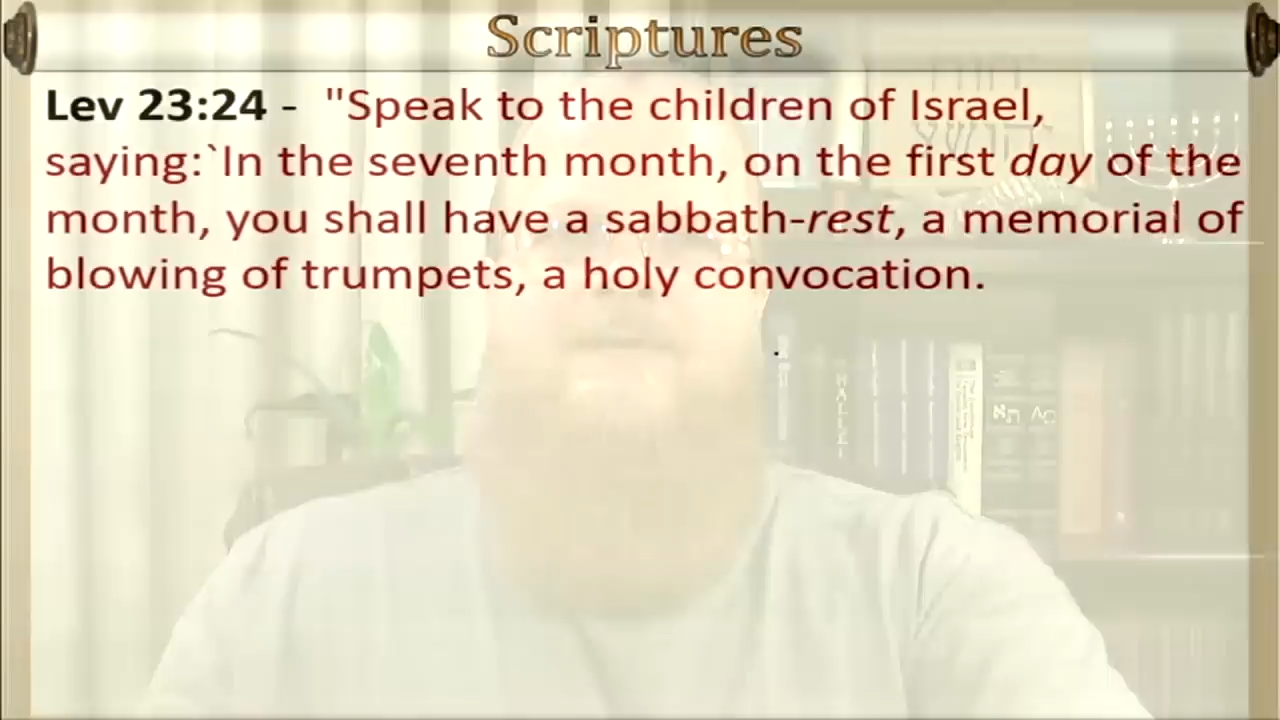 Scriptures
Lev 23:24 - "Speak to the children of Israel,
saying:`In the seventh month, on the first day of the
month, you shall have a sabbath-rest, a memorial of
blowing of trumpets, a holy convocation.